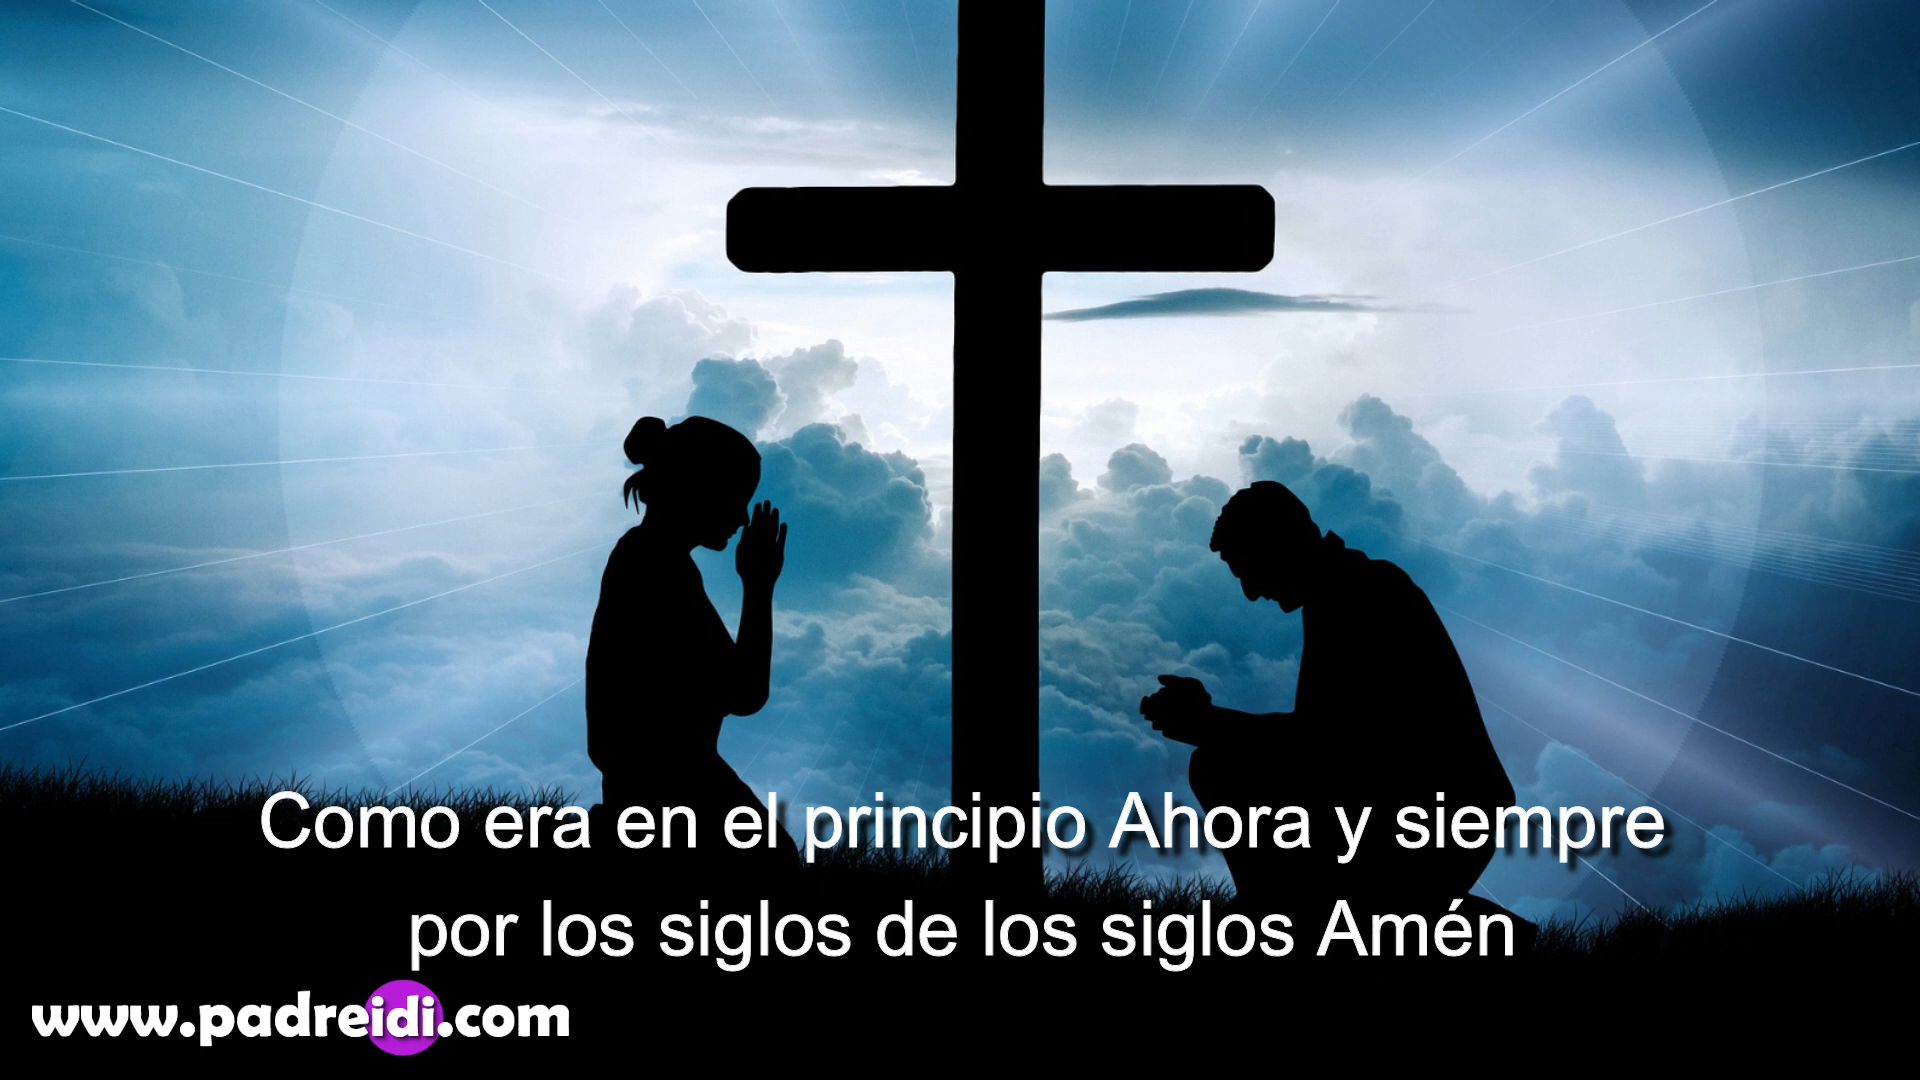 Como era en el principio Ahora y siempre
por los siglos de los siglos Amén
www.padreidi.com